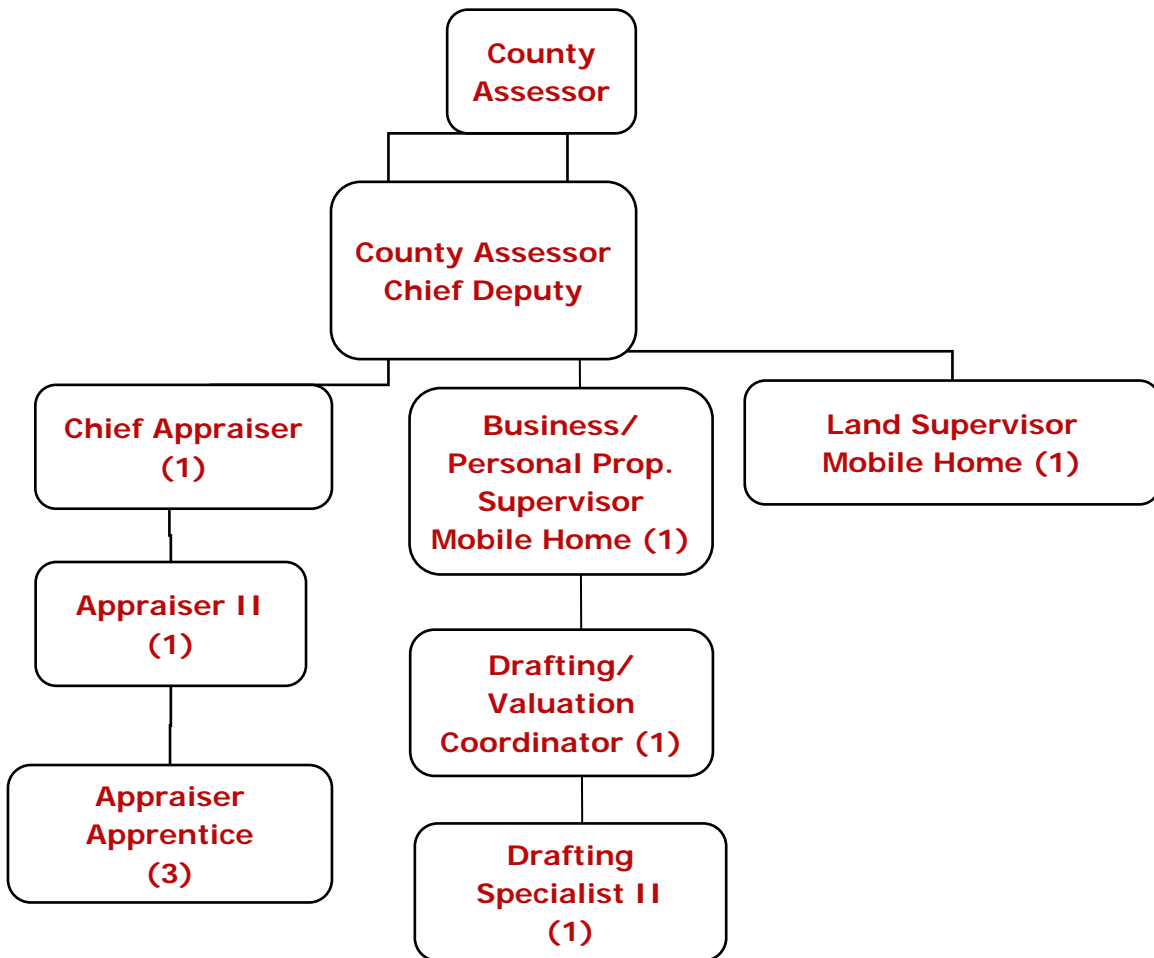 County
Assessor
County Assessor
Chief Deputy
Chief Appraiser
(1)
Business/
Personal Prop.
Supervisor
Mobile Home (1)
Land Supervisor
Mobile Home (1)
Appraiser II
(1)
Drafting/
Valuation
Coordinator (1)
Appraiser
Apprentice
(3)
Drafting
Specialist II
(1)